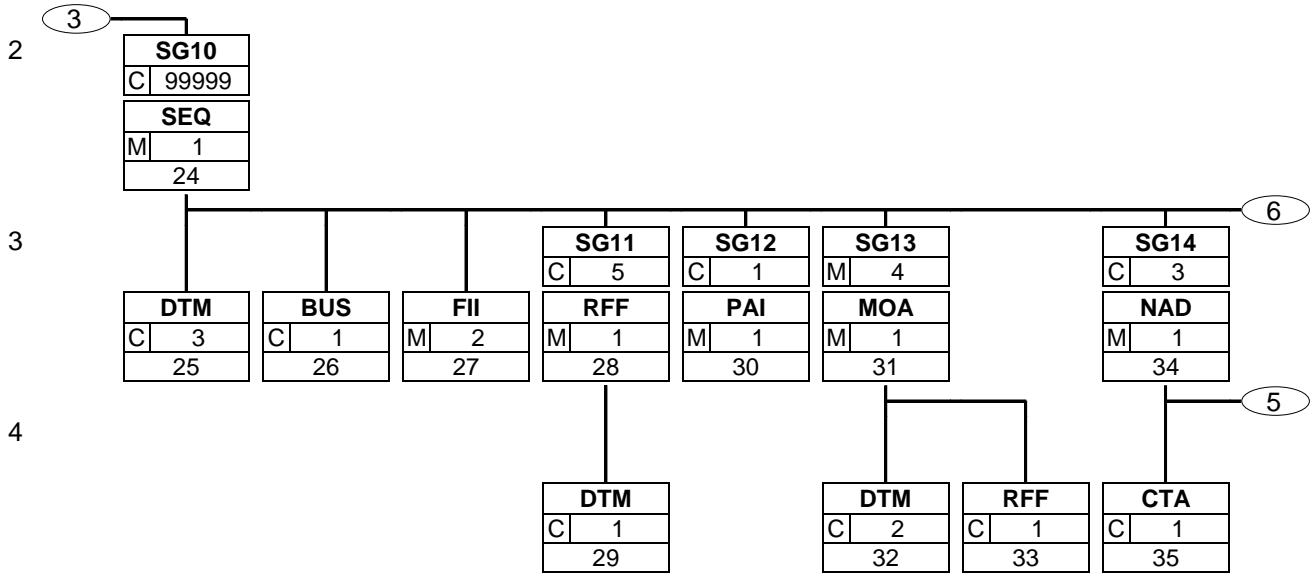 3
2
SG10
C 99999
SEQ
M 1
24
6
3
SG11 SG12 SG13 SG14
C 5 C 1 M 4 C 3
DTM BUS FII RFF PAI MOA NAD
C 3 C 1 M 2 M 1 M 1 M 1 M 1
25 26 27 28 30 31 34
5
4
DTM DTM RFF CTA
C 1 C 2 C 1 C 1
29 32 33 35